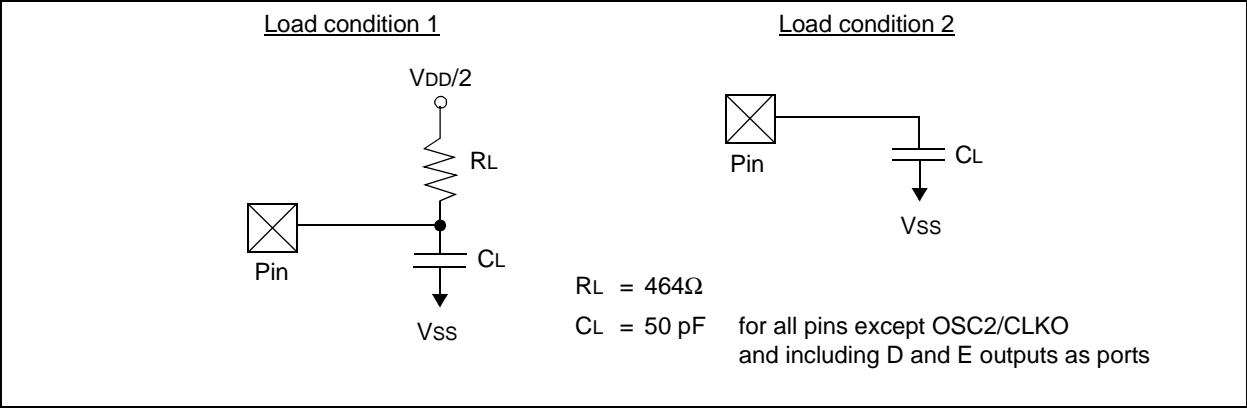 Load condition 1
VDD/2
RL
Pin
CL
VSS
Load condition 2
Pin
CL
VSS
RL = 464Ω
CL = 50 pF for all pins except OSC2/CLKO
and including D and E outputs as ports